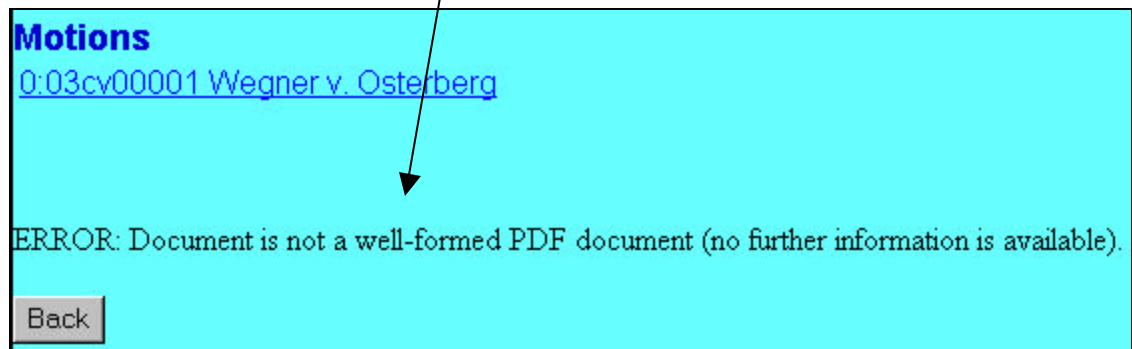 Motions
0:03cv00001 Wegner v. Osterberg
ERROR: Document is not a well-formed PDF document (no further information is available).
Back